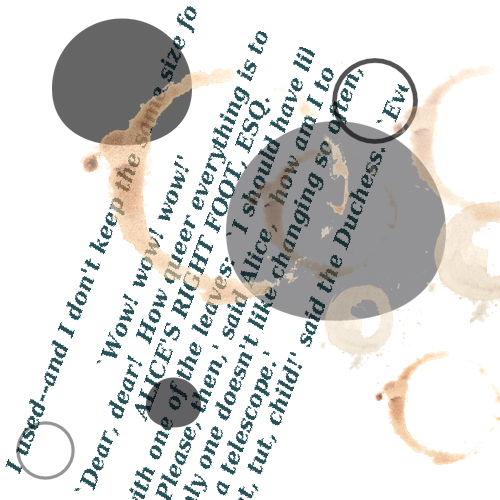 I used--and I don't keep the same size fo
`Wow! wow! wow!'
`Dear, dear! How queer everything is to
ALICE'S RIGHT FOOT, ESQ.
ith one of the leaves: `I should have lil
Please, then,' said Alice, `how am I to
ly one doesn't like changing so often,
a telescope.'
t, tut, child!' said the Duchess. `Eve